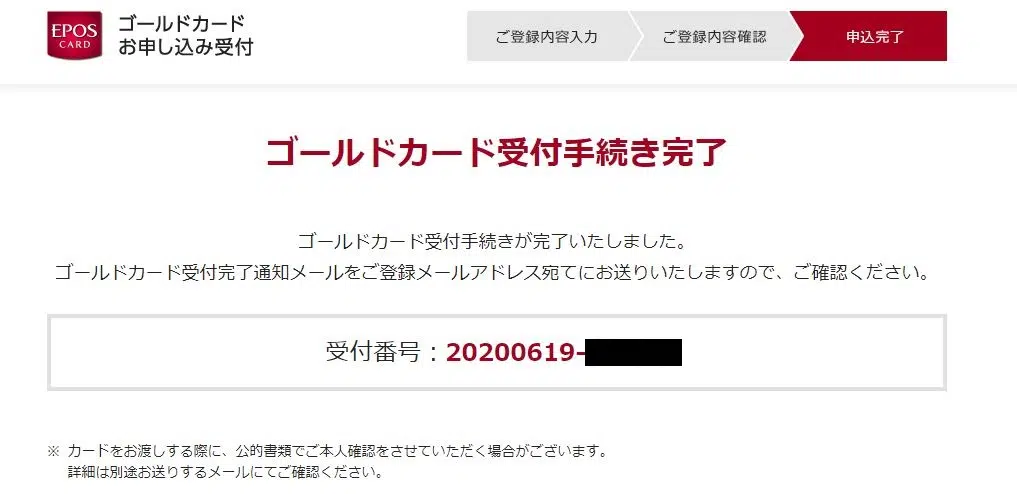 EPOS
CARD
ゴールドカード
お申し込み受付
ご登録内容入力
ご登録内容確認
申込完了
ゴールドカード受付手続き完了
ゴールドカード受付手続きが完了いたしました。
ゴールドカード受付完了通知メールをご登録メールアドレス宛てにお送りいたしますので、ご確認ください。
受付番号：20200619-
※ カードをお渡しする際に、公的書類でご本人確認をさせていただく場合がございます。
詳細は別途お送りするメールにてご確認ください。